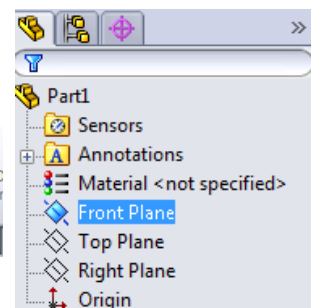 »
Part1
Sensors
A Annotations
Material <not specified>
Front Plane
Top Plane
Right Plane
Origin